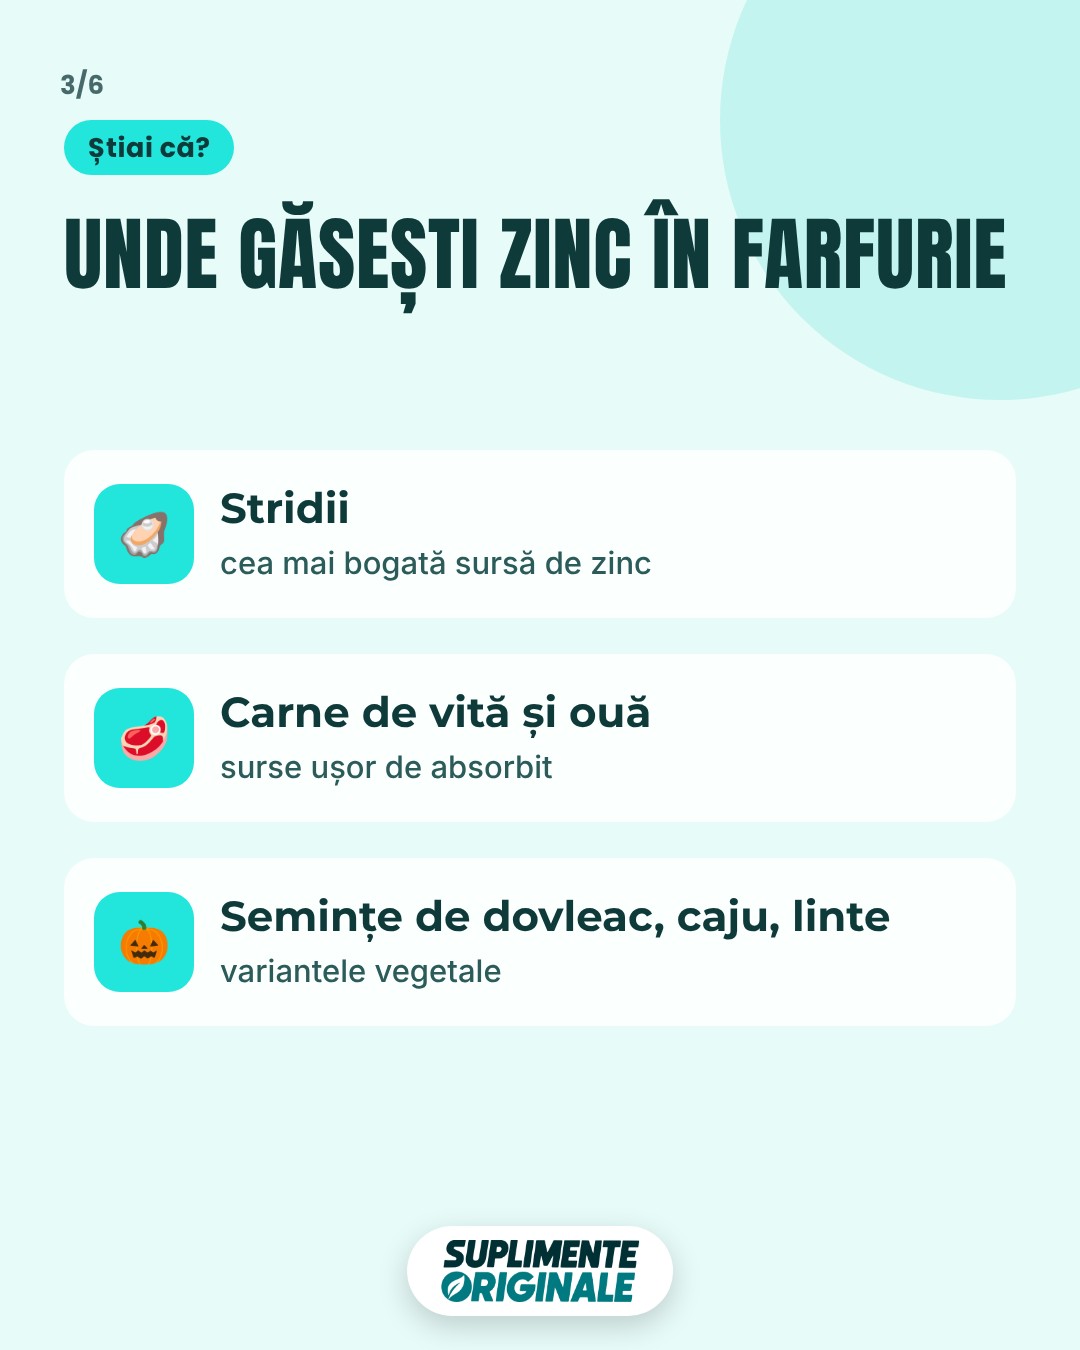 3/6
Știai că?
UNDE GĂSEȘTI ZINC ÎN FARFURIE
Stridii
cea mai bogată sursă de zinc
Carne de vită și ouă
surse ușor de absorbit
Semințe de dovleac, caju, linte
variantele vegetale
SUPLIMENTE
ORIGINALE